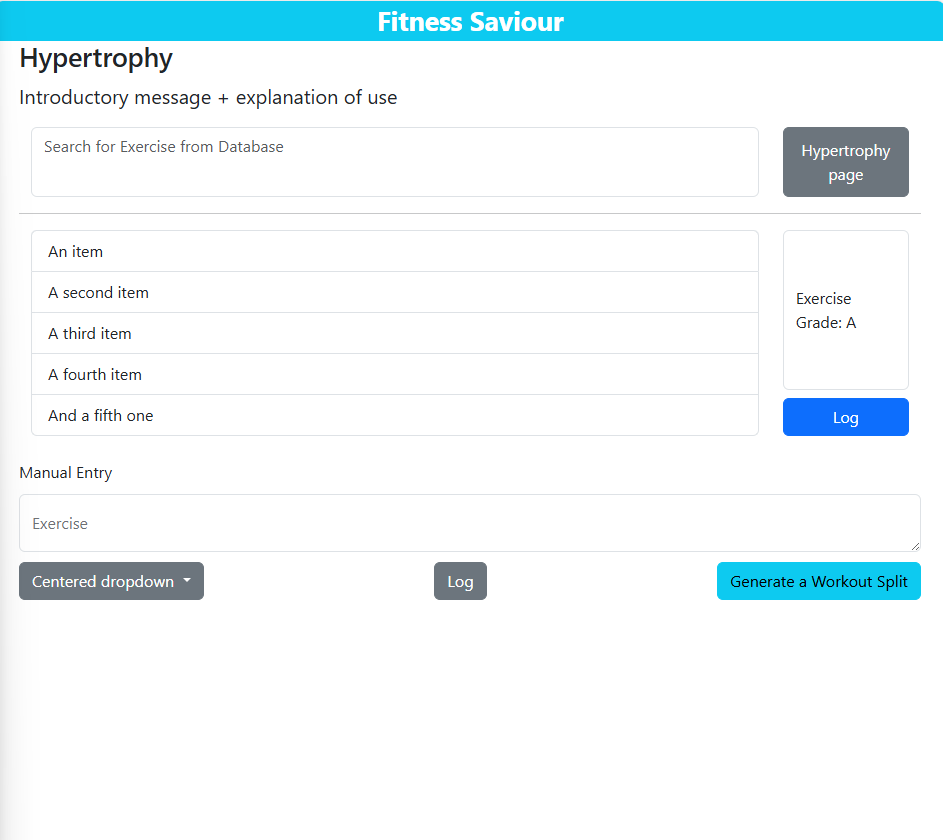 Fitness Saviour
Hypertrophy
Introductory message + explanation of use
Search for Exercise from Database
Hypertrophy
page
An item
A second item
A third item
A fourth item
And a fifth one
Exercise
Grade: A
Log
Manual Entry
Exercise
Centered dropdown
Log
Generate a Workout Split